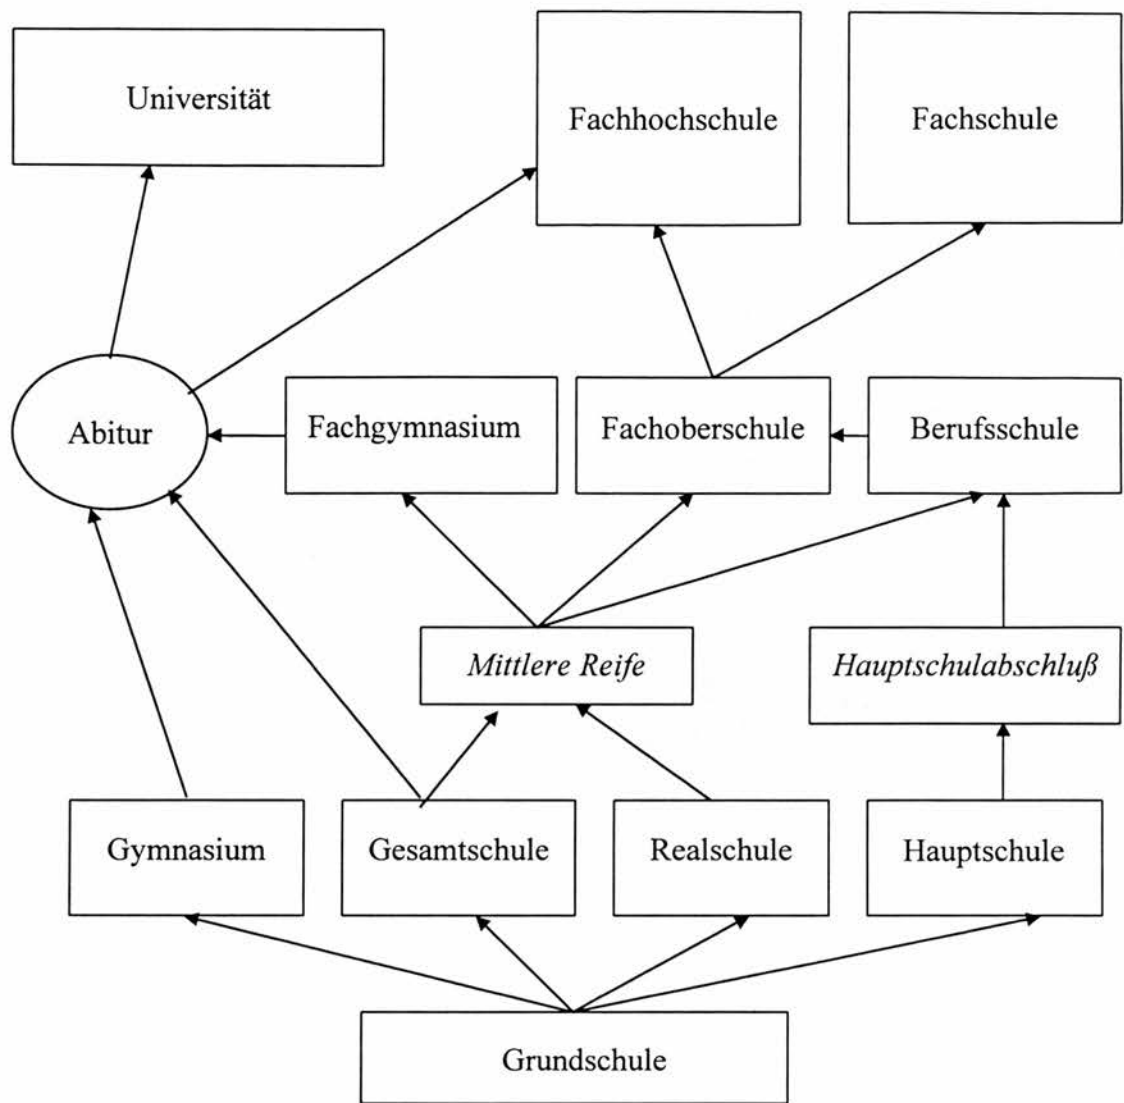 Universität
Fachhochschule
Fachschule
Abitur
Fachgymnasium
Fachoberschule
Berufsschule
Mittlere Reife
Hauptschulabschluß
Gymnasium
Gesamtschule
Realschule
Hauptschule
Grundschule